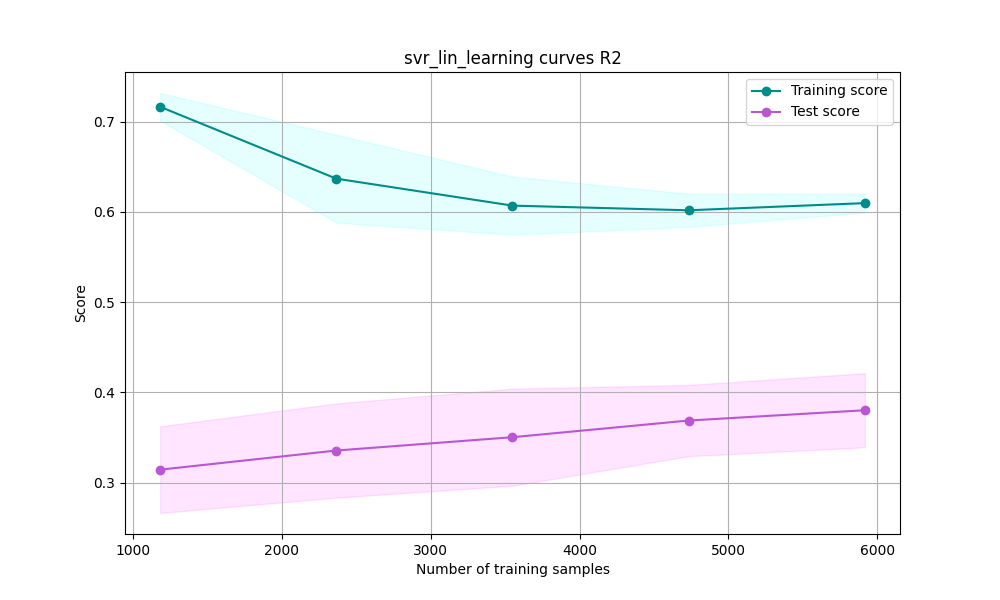 svr_lin_learning curves R2
Training score
Test score
0.7
0.6
0.5
0.4
0.3
Score
1000 2000 3000 4000 5000 6000
Number of training samples